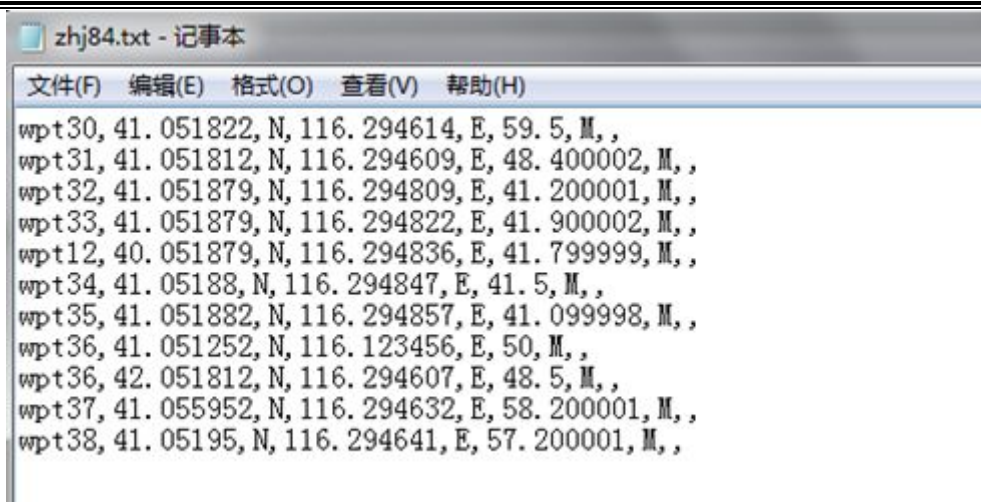 zhj84.txt - 记事本
文件(F) 编辑(E) 格式(O) 查看(V) 帮助(H)
wpt30,41.051822,N,116.294614,E,59.5,M,,
wpt31,41.051812,N,116.294609,E,48.400002,M,,
wpt32,41.051879,N,116.294809,E,41.200001,M,,
wpt33,41.051879,N,116.294822,E,41.900002,M,,
wpt12,40.051879,N,116.294836,E,41.799999,M,,
wpt34,41.05188,N,116.294847,E,41.5,M,,
wpt35,41.051882,N,116.294857,E,41.099998,M,,
wpt36,41.051252,N,116.123456,E,50,M,,
wpt36,42.051812,N,116.294607,E,48.5,M,,
wpt37,41.055952,N,116.294632,E,58.200001,M,,
wpt38,41.05195,N,116.294641,E,57.200001,M,,